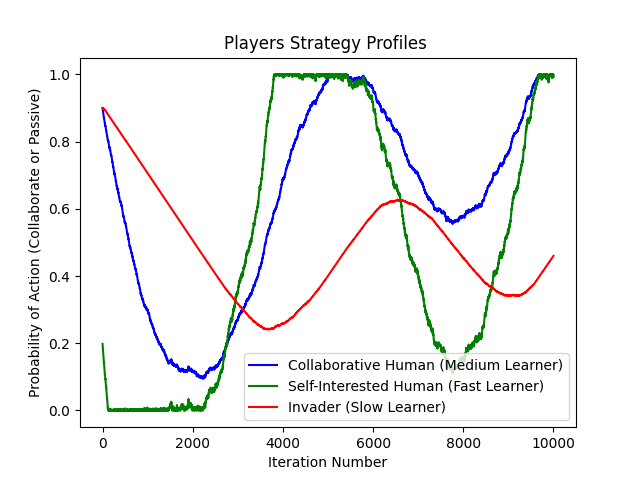 Players Strategy Profiles
Probability of Action (Collaborate or Passive)
1.0
0.8
0.6
0.4
0.2
0.0
Collaborative Human (Medium Learner)
Self-Interested Human (Fast Learner)
Invader (Slow Learner)
0 2000 4000 6000 8000 10000
Iteration Number